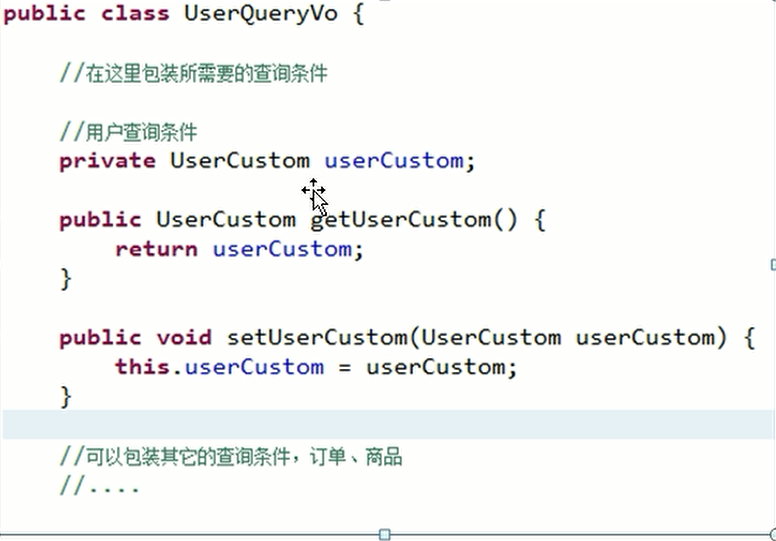 public class UserQueryVo {
//在这里包装所需要的查询条件
//用户查询条件
private UserCustom userCustom;
public UserCustom getUserCustom() {
return userCustom;
}
public void setUserCustom(UserCustom userCustom) {
this.userCustom = userCustom;
}
//可以包装其它的查询条件，订单、商品
//....